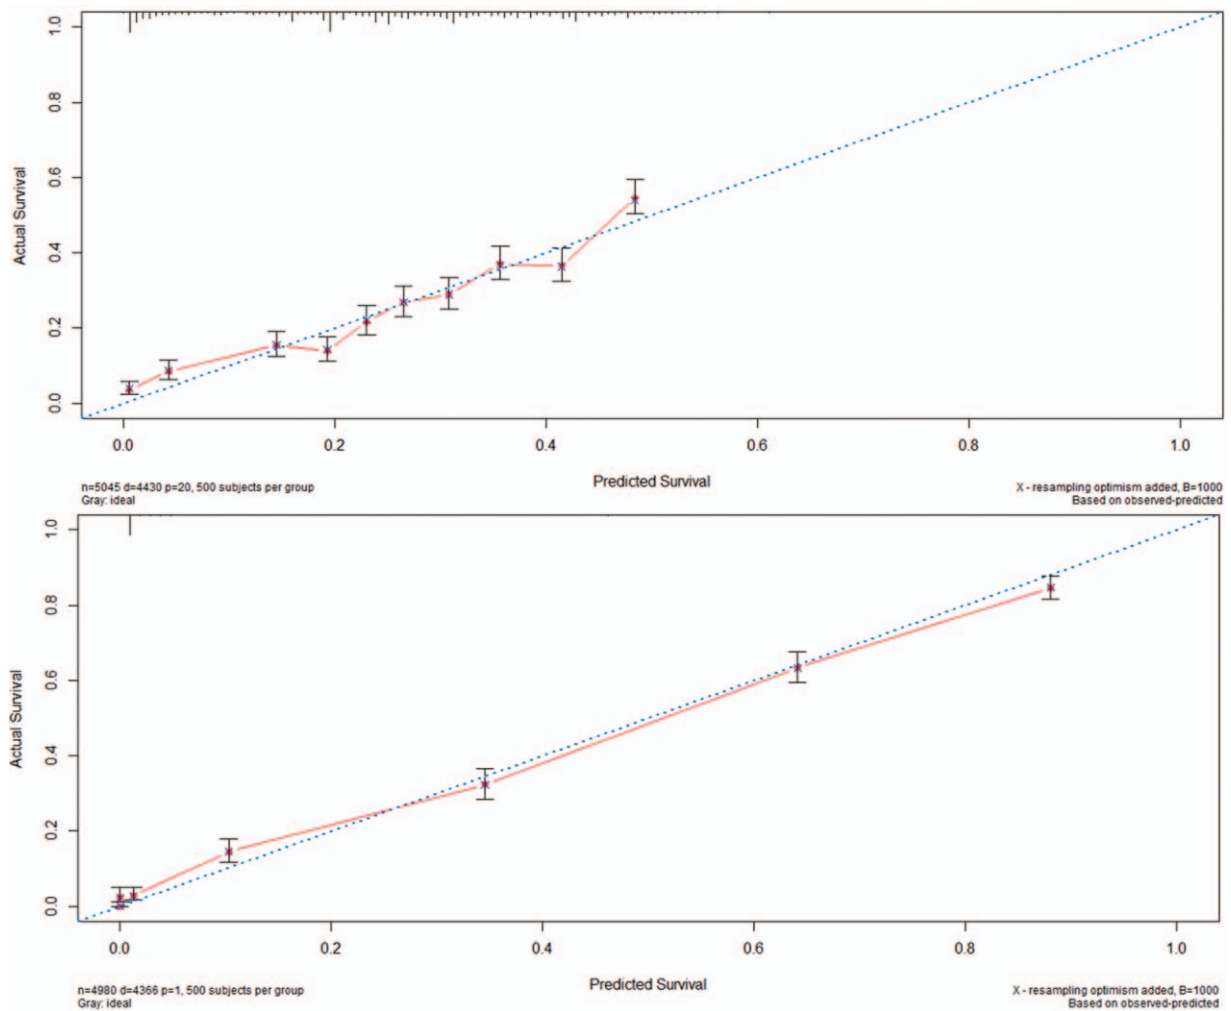 1.0
0.8
0.6
0.4
0.2
0.0
Actual Survival
0.0 0.2 0.4 0.6 0.8 1.0
Predicted Survival
n=5045 d=4430 p=20, 500 subjects per group
Gray: ideal
X - resampling optimism added, B=1000
Based on observed-predicted
1.0
0.8
0.6
0.4
0.2
0.0
Actual Survival
0.0 0.2 0.4 0.6 0.8 1.0
Predicted Survival
n=4980 d=4366 p=1, 500 subjects per group
Gray: ideal
X - resampling optimism added, B=1000
Based on observed-predicted